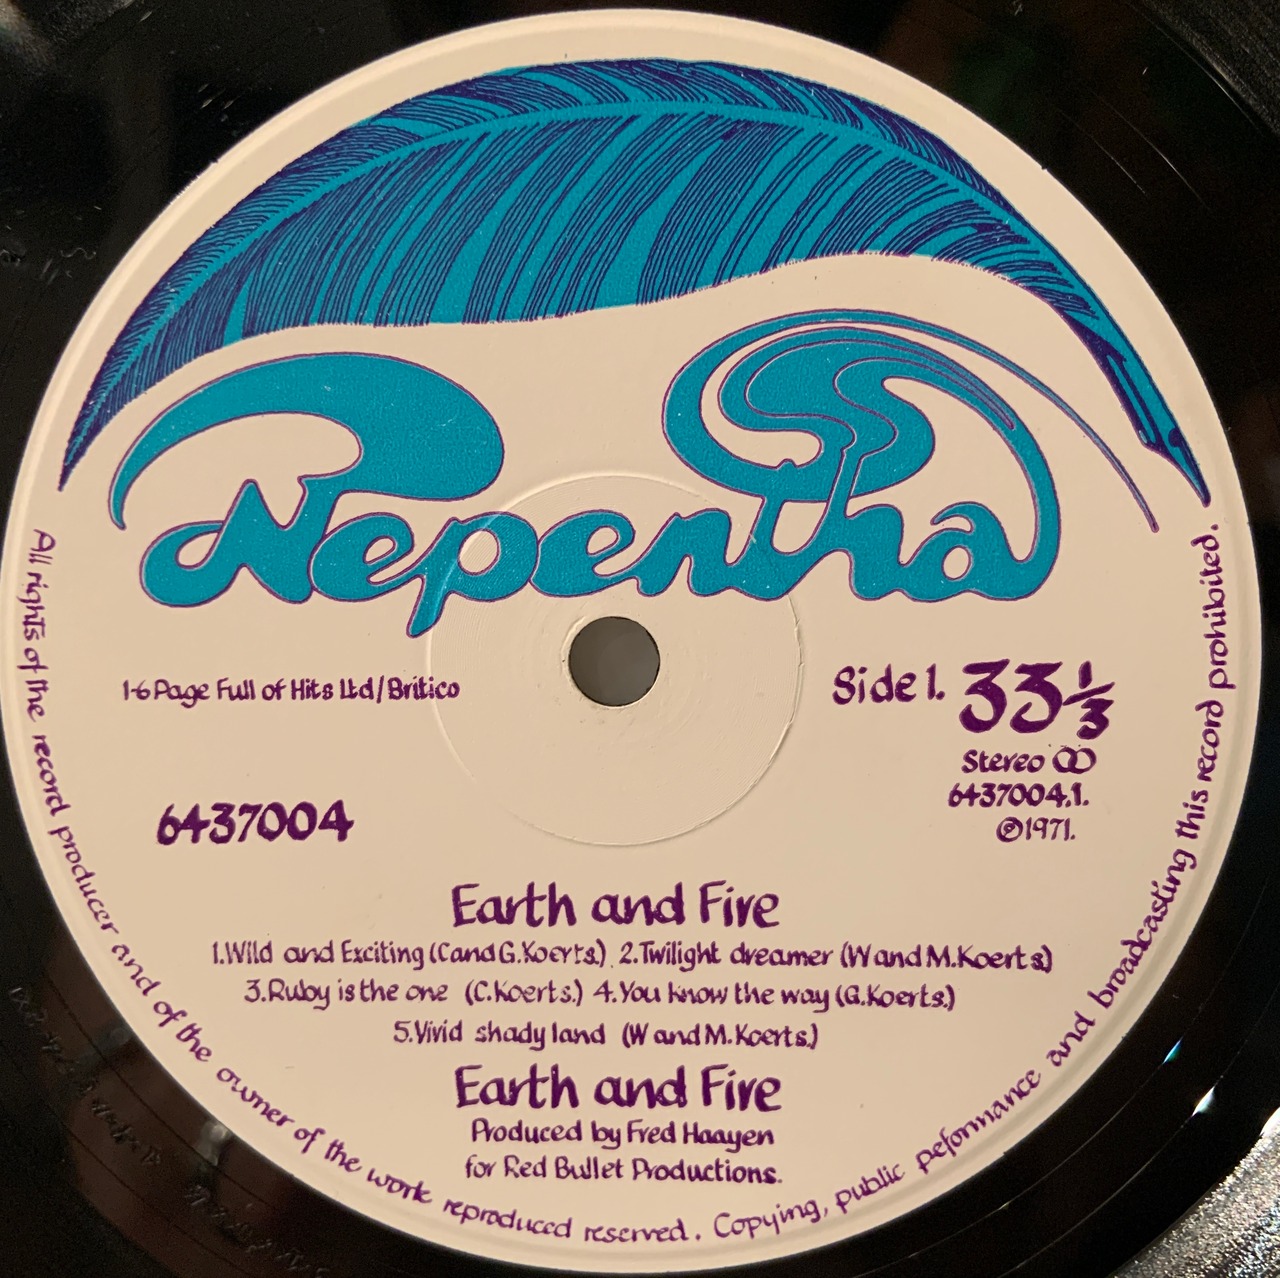 Nepentha
1-6 Page Full of Hits Ltd/Britico
Side 1. 33⅓
Stereo
6437004.1.
6437004
℗1971.
Earth and Fire
1.Wild and Exciting (C and G.Koerts.) 2.Twilight dreamer (W and M.Koerts)
3.Ruby is the one (C.Koerts.) 4.You know the way (G.Koerts.)
5.Vivid shady land (W and M.Koerts.)
Earth and Fire
Produced by Fred Haayen
for Red Bullet Productions.
All rights of the record producer and of the owner of the work reproduced reserved. Copying, public peformance and broadcasting this record prohibited.